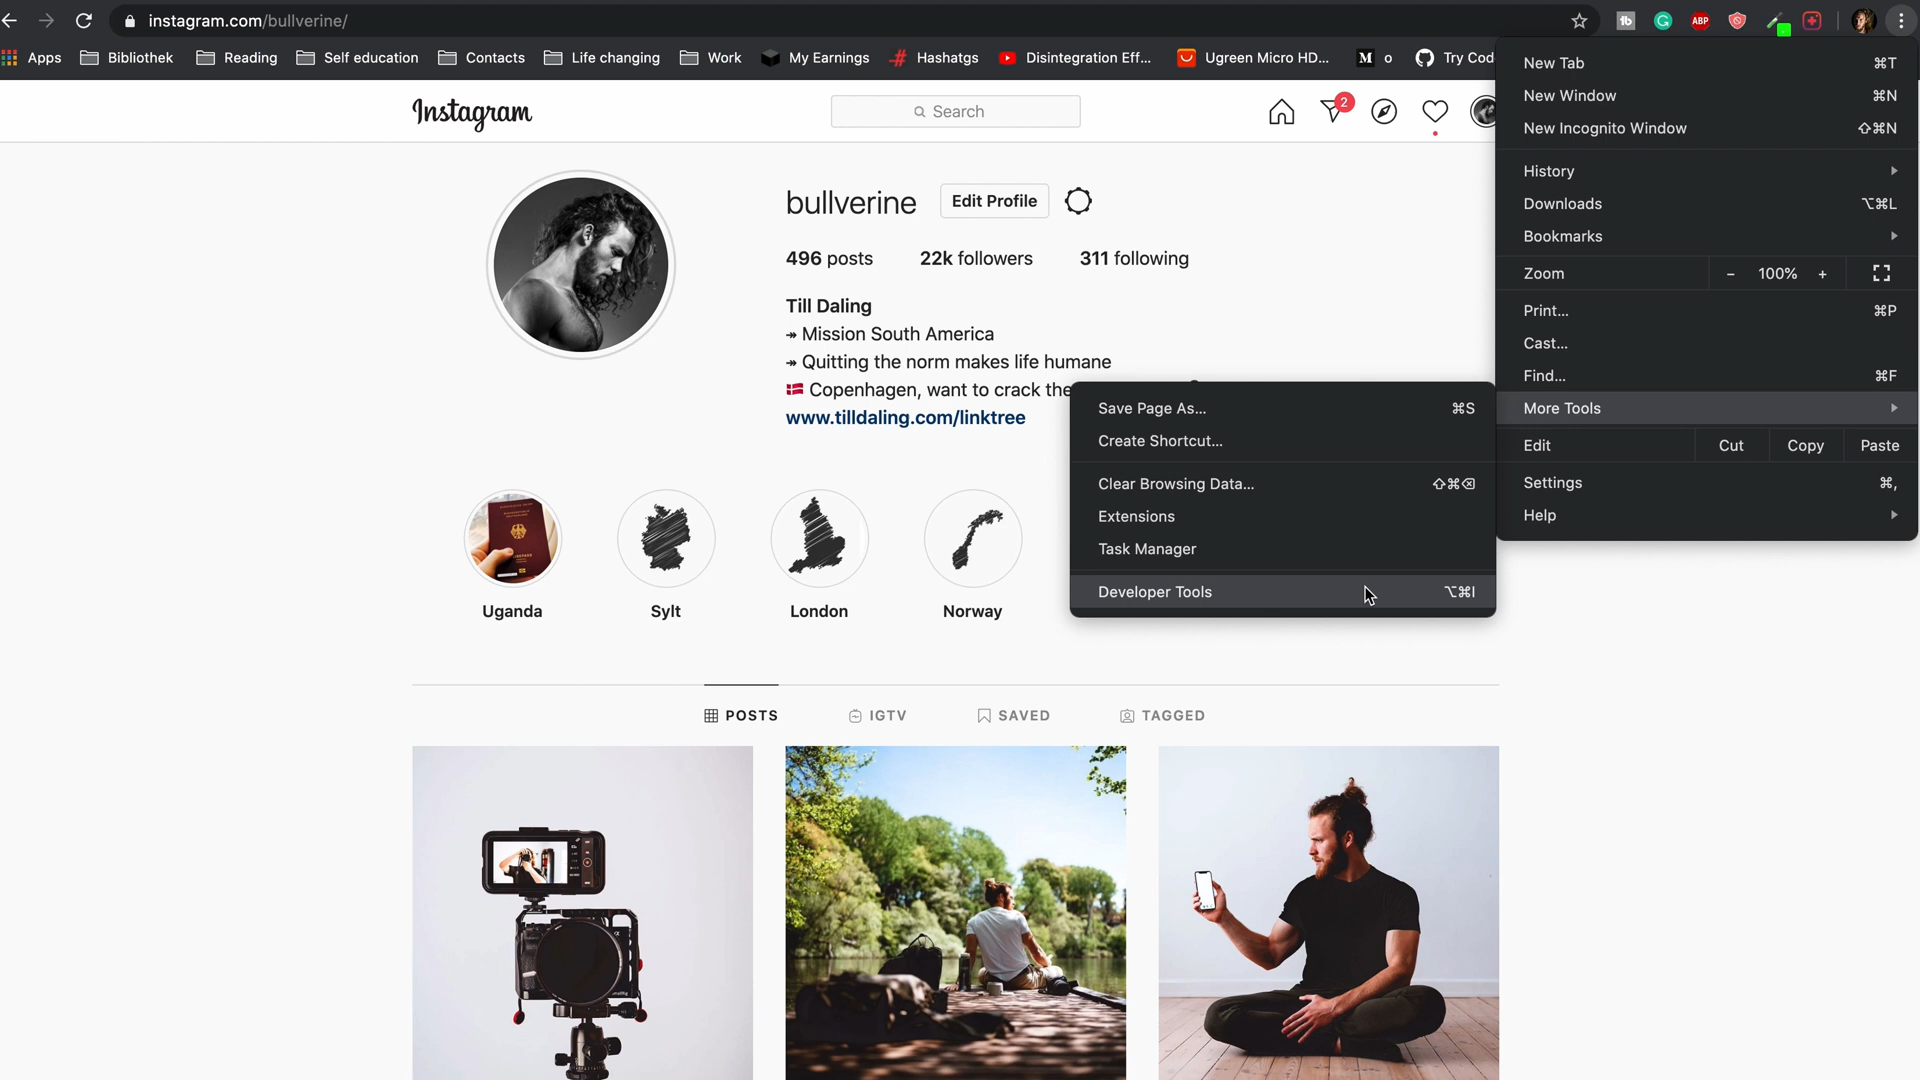 instagram.com/bullverine/
ABP
Apps Bibliothek Reading Self education Contacts Life changing Work My Earnings Hashatgs Disintegration Eff... Ugreen Micro HD... M o Try Cod
Instagram
Search
2
bullverine Edit Profile
496 posts 22k followers 311 following
Till Daling
↠ Mission South America
↠ Quitting the norm makes life humane
🇩🇰 Copenhagen, want to crack the
www.tilldaling.com/linktree
Uganda Sylt London Norway
POSTS IGTV SAVED TAGGED
New Tab ⌘T
New Window ⌘N
New Incognito Window ⇧⌘N
History
Downloads ⌥⌘L
Bookmarks
Zoom - 100% +
Print... ⌘P
Cast...
Find... ⌘F
More Tools
Edit Cut Copy Paste
Settings ⌘,
Help
Save Page As... ⌘S
Create Shortcut...
Clear Browsing Data... ⇧⌘⌫
Extensions
Task Manager
Developer Tools ⌥⌘I